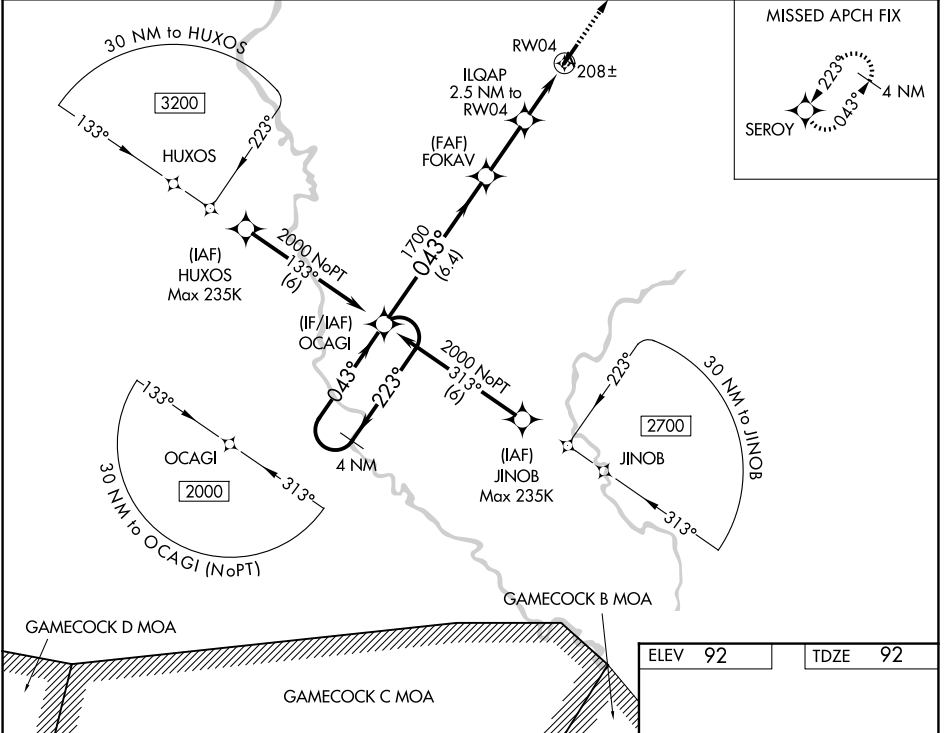 30 NM to HUXOS
3200
133°
223°
HUXOS
(IAF)
HUXOS
Max 235K
2000 NoPT
133°
(6)
(IF/IAF)
OCAGI
043°
223°
4 NM
1700
043°
(6.4)
(FAF)
FOKAV
ILQAP
2.5 NM to
RW04
RW04
208±
MISSED APCH FIX
223°
043°
4 NM
SEROY
2000 NoPT
313°
(6)
(IAF)
JINOB
Max 235K
223°
30 NM to JINOB
2700
JINOB
313°
133°
OCAGI
2000
313°
30 NM to OCAGI (NoPT)
GAMECOCK D MOA
GAMECOCK C MOA
GAMECOCK B MOA
ELEV 92
TDZE 92